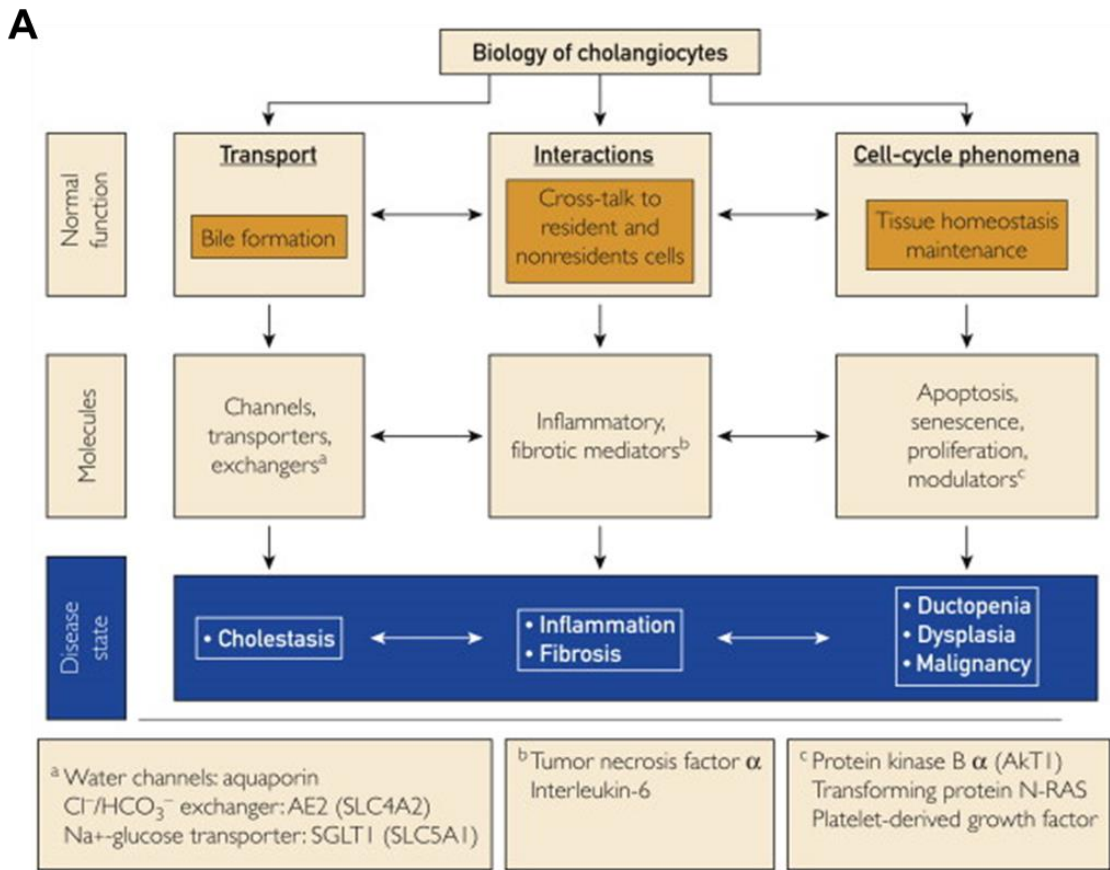 A
Biology of cholangiocytes
Normal
function
Transport
Bile formation
Interactions
Cross-talk to
resident and
nonresidents cells
Cell-cycle phenomena
Tissue homeostasis
maintenance
Molecules
Channels,
transporters,
exchangersᵃ
Inflammatory,
fibrotic mediatorsᵇ
Apoptosis,
senescence,
proliferation,
modulatorsᶜ
Disease
state
• Cholestasis
• Inflammation
• Fibrosis
• Ductopenia
• Dysplasia
• Malignancy
ᵃ Water channels: aquaporin
Cl⁻/HCO₃⁻ exchanger: AE2 (SLC4A2)
Na+-glucose transporter: SGLT1 (SLC5A1)
ᵇ Tumor necrosis factor α
Interleukin-6
ᶜ Protein kinase B α (AkT1)
Transforming protein N-RAS
Platelet-derived growth factor